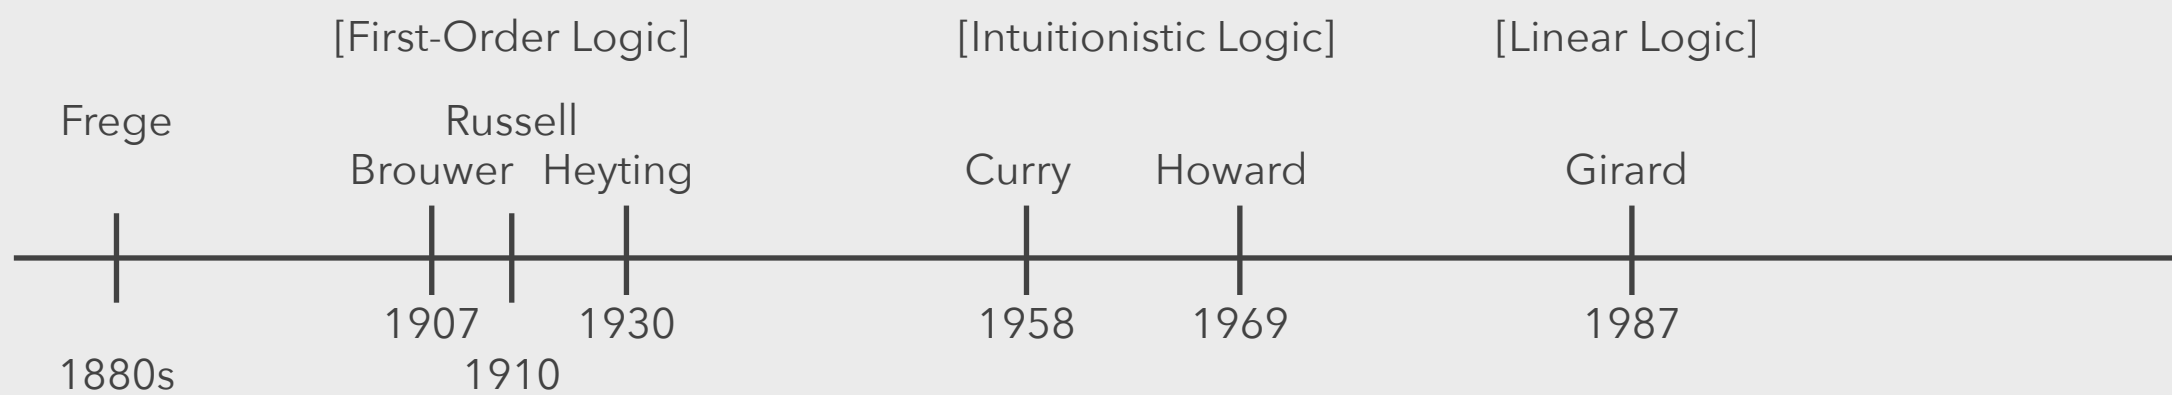 [First-Order Logic] [Intuitionistic Logic] [Linear Logic]
Frege Russell
Brouwer Heyting Curry Howard Girard
1907 1930 1958 1969 1987
1880s 1910